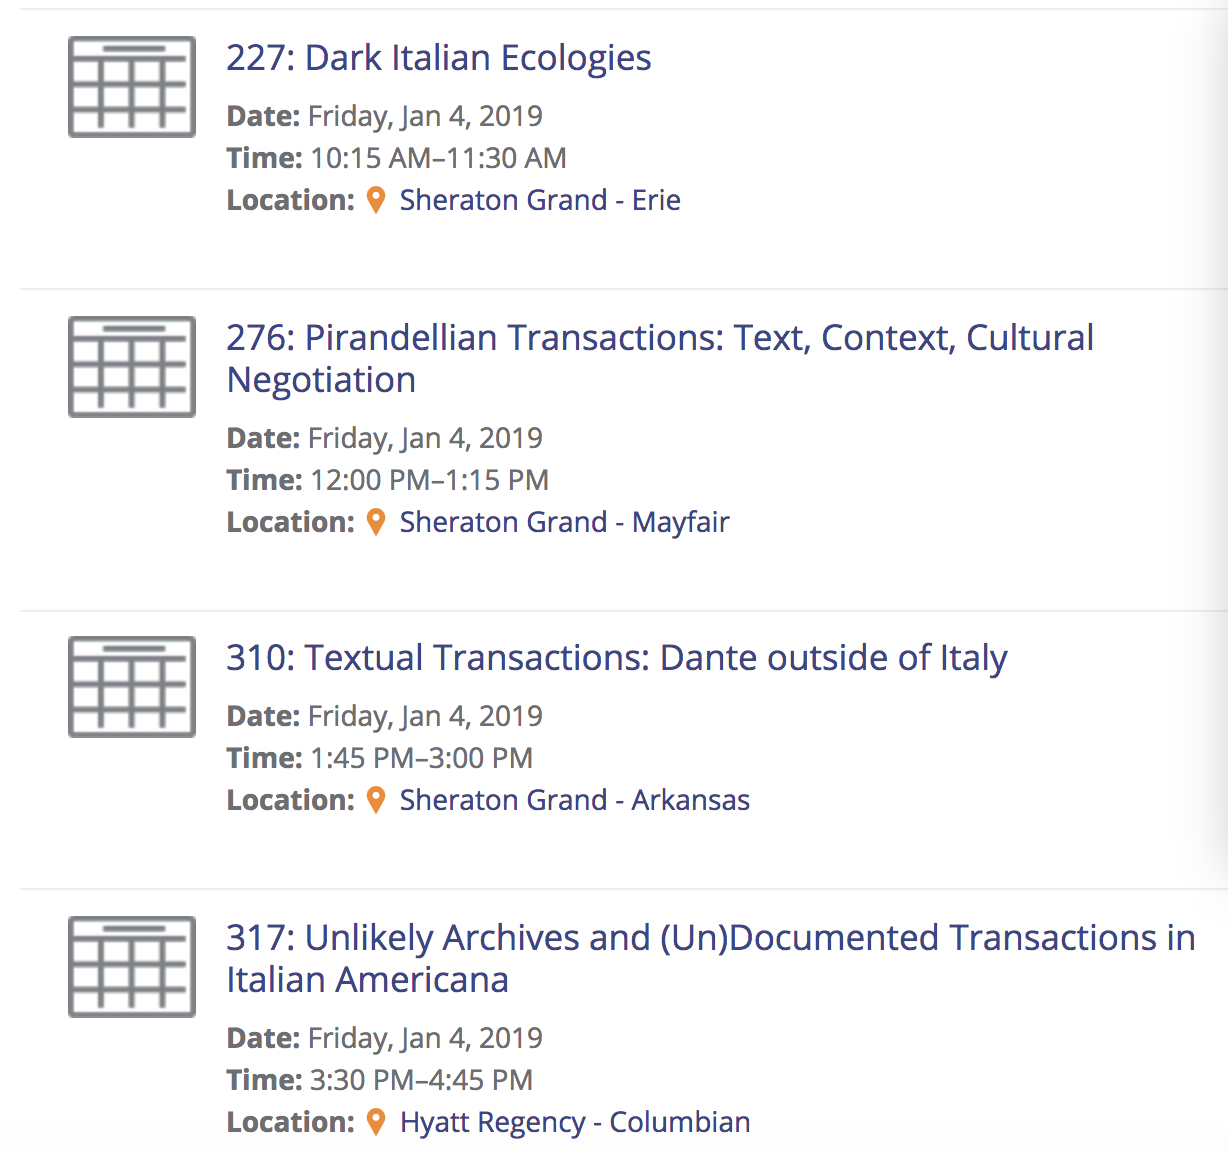 227: Dark Italian Ecologies
Date: Friday, Jan 4, 2019
Time: 10:15 AM–11:30 AM
Location: Sheraton Grand - Erie
276: Pirandellian Transactions: Text, Context, Cultural
Negotiation
Date: Friday, Jan 4, 2019
Time: 12:00 PM–1:15 PM
Location: Sheraton Grand - Mayfair
310: Textual Transactions: Dante outside of Italy
Date: Friday, Jan 4, 2019
Time: 1:45 PM–3:00 PM
Location: Sheraton Grand - Arkansas
317: Unlikely Archives and (Un)Documented Transactions in
Italian Americana
Date: Friday, Jan 4, 2019
Time: 3:30 PM–4:45 PM
Location: Hyatt Regency - Columbian